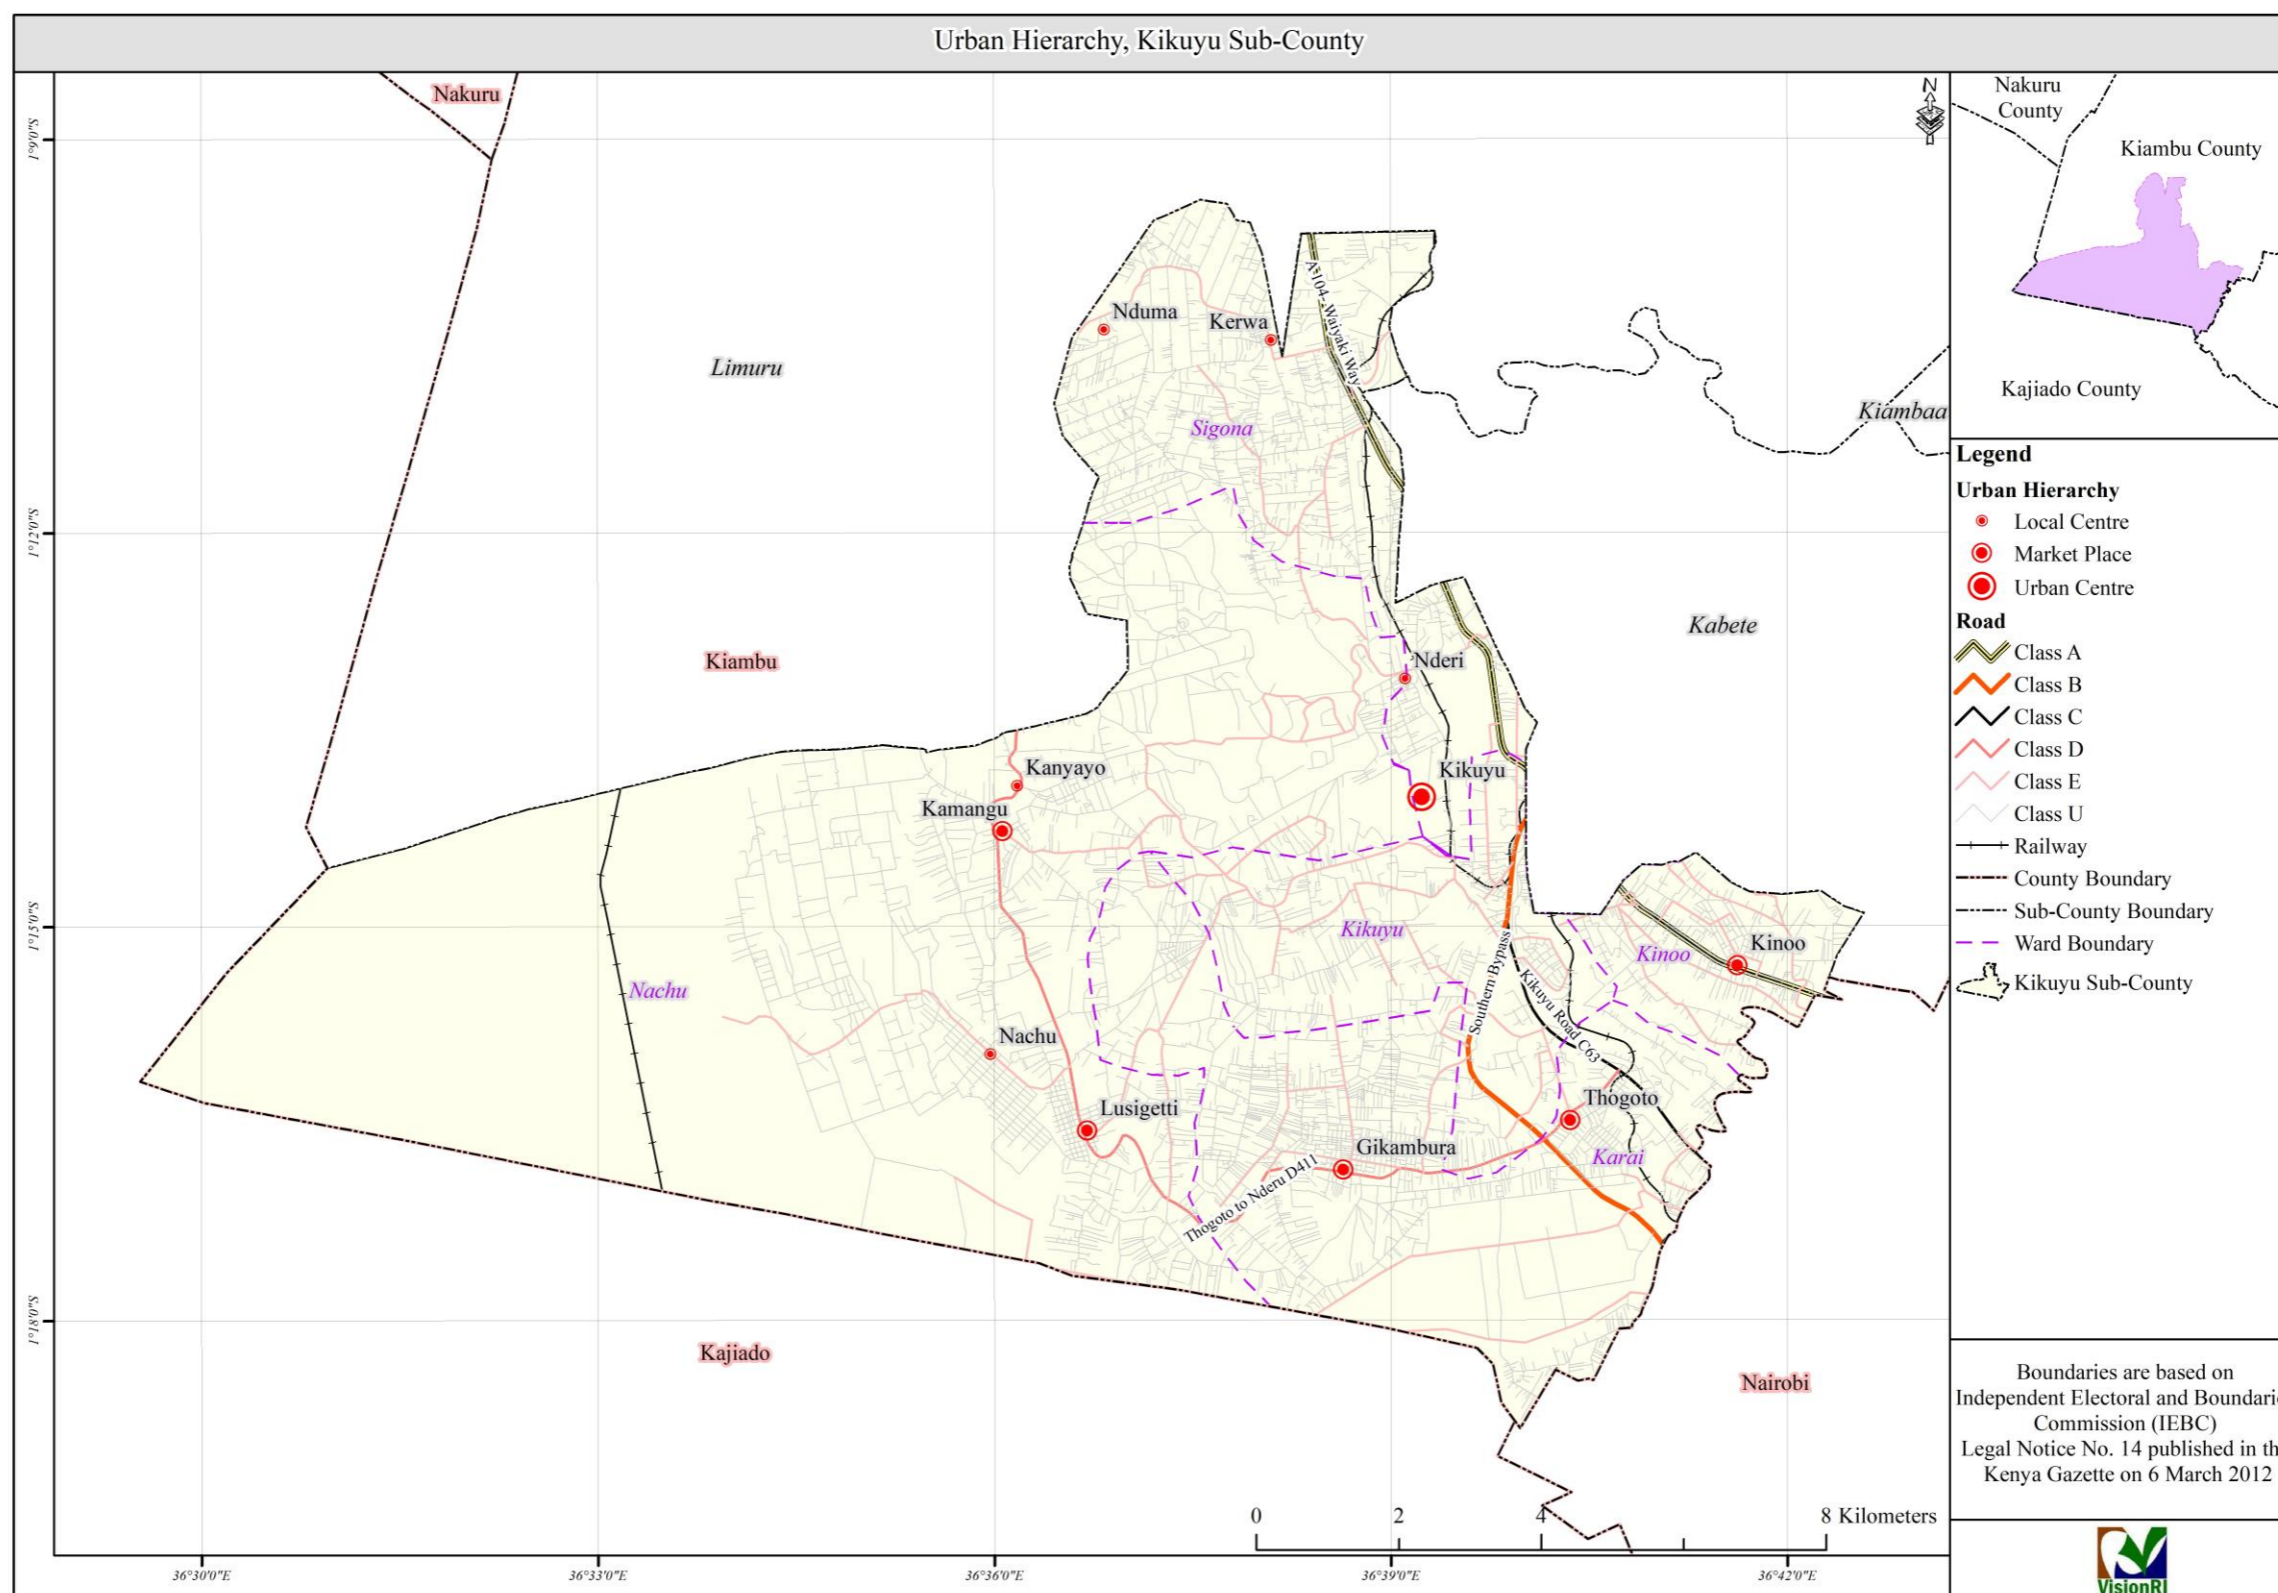 Urban Hierarchy, Kikuyu Sub-County
Nakuru
Limuru
Kiambu
Kajiado
Nairobi
Kabete
Kiambaa
Nduma
Kerwa
A 104- Waiyaki Way
Sigona
Nderi
Kanyayo
Kamangu
Kikuyu
Kikuyu
Nachu
Nachu
Southern Bypass
Kikuyu Road C63
Kinoo
Kinoo
Lusigetti
Gikambura
Thogoto
Karai
Thogoto to Nderu D411
1°9'0"S
1°12'0"S
1°15'0"S
1°18'0"S
36°30'0"E
36°33'0"E
36°36'0"E
36°39'0"E
36°42'0"E
0 2 4 8 Kilometers
N
Nakuru
County
Kiambu County
Kajiado County
Legend
Urban Hierarchy
Local Centre
Market Place
Urban Centre
Road
Class A
Class B
Class C
Class D
Class E
Class U
Railway
County Boundary
Sub-County Boundary
Ward Boundary
Kikuyu Sub-County
Boundaries are based on
Independent Electoral and Boundari
Commission (IEBC)
Legal Notice No. 14 published in th
Kenya Gazette on 6 March 2012
VisionRI